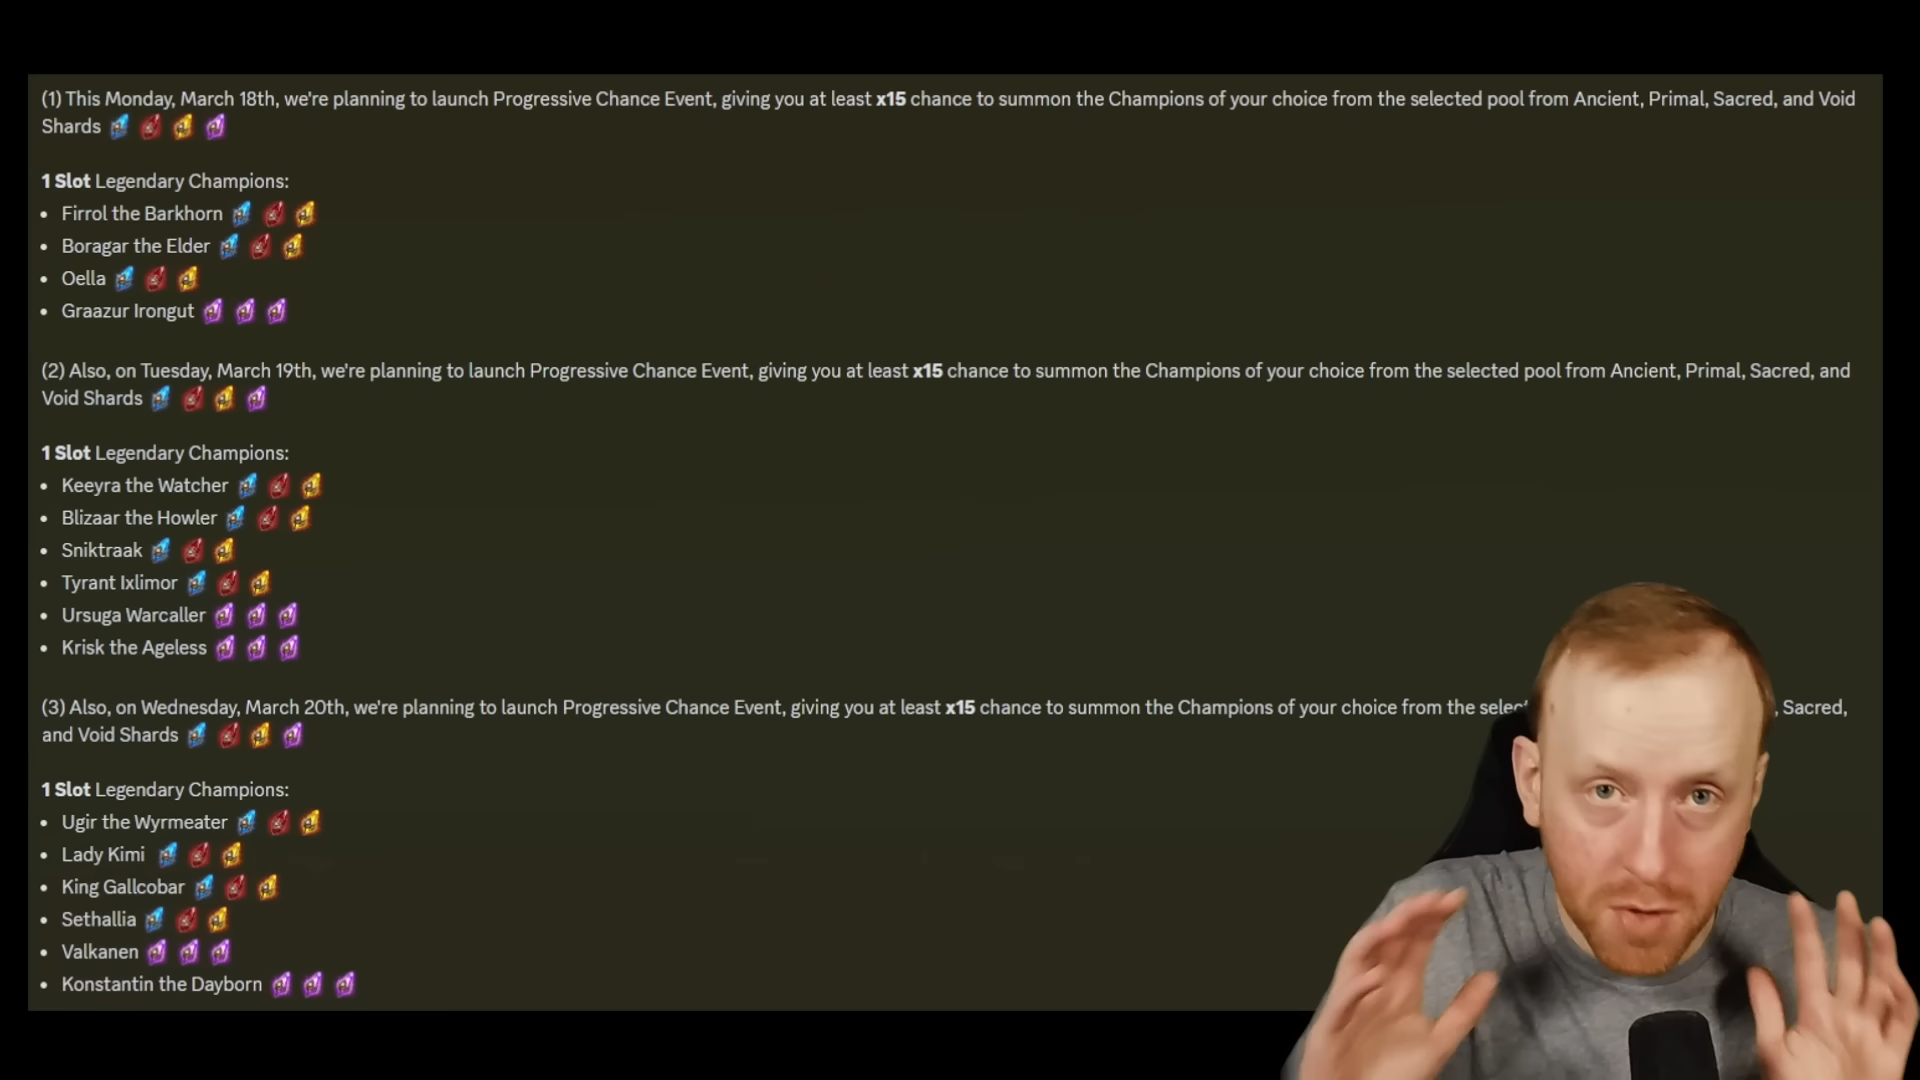 (1) This Monday, March 18th, we're planning to launch Progressive Chance Event, giving you at least x15 chance to summon the Champions of your choice from the selected pool from Ancient, Primal, Sacred, and Void
Shards
1 Slot Legendary Champions:
• Firrol the Barkhorn
• Boragar the Elder
• Oella
• Graazur Irongut
(2) Also, on Tuesday, March 19th, we're planning to launch Progressive Chance Event, giving you at least x15 chance to summon the Champions of your choice from the selected pool from Ancient, Primal, Sacred, and
Void Shards
1 Slot Legendary Champions:
• Keeyra the Watcher
• Blizaar the Howler
• Sniktraak
• Tyrant Ixlimor
• Ursuga Warcaller
• Krisk the Ageless
(3) Also, on Wednesday, March 20th, we're planning to launch Progressive Chance Event, giving you at least x15 chance to summon the Champions of your choice from the , Sacred,
and Void Shards
1 Slot Legendary Champions:
• Ugir the Wyrmeater
• Lady Kimi
• King Gallcobar
• Sethallia
• Valkanen
• Konstantin the Dayborn